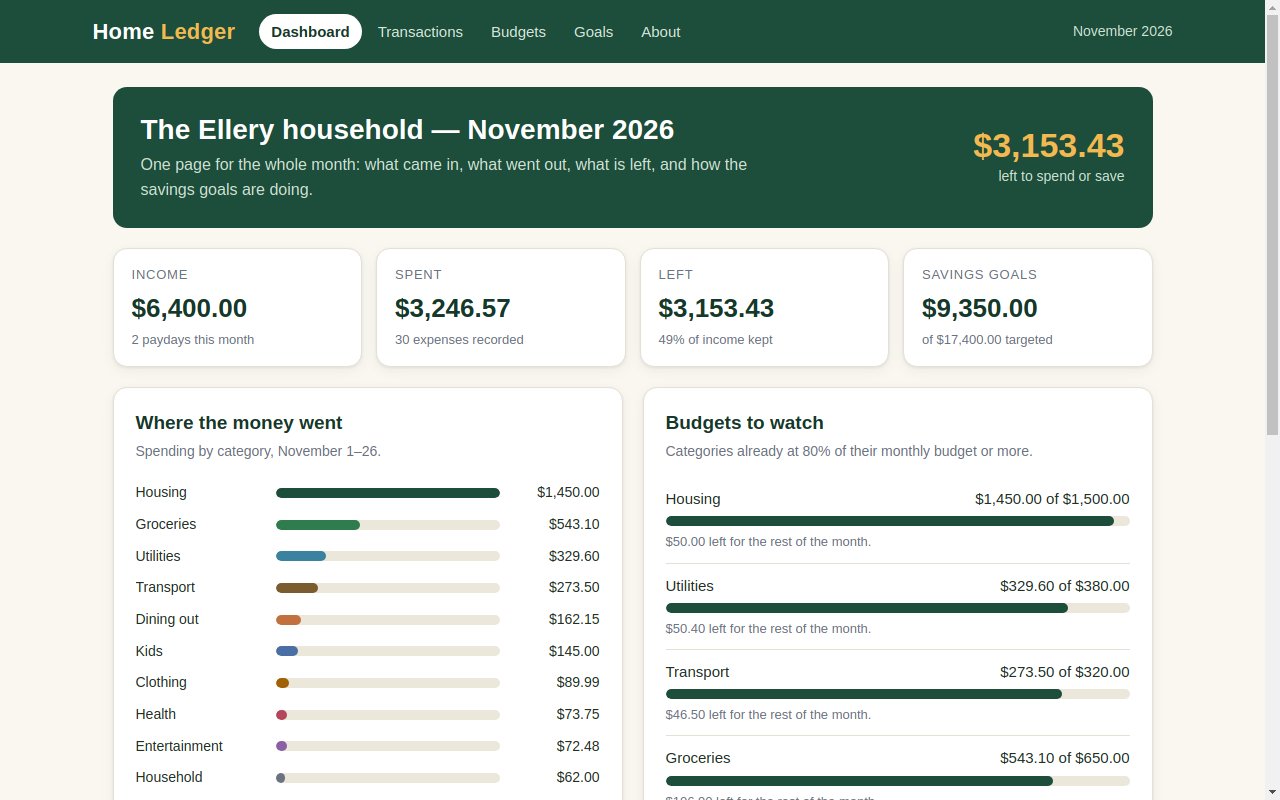 Home Ledger
Dashboard
Transactions
Budgets
Goals
About
November 2026
The Ellery household — November 2026
One page for the whole month: what came in, what went out, what is left, and how the
savings goals are doing.
$3,153.43
left to spend or save
INCOME
$6,400.00
2 paydays this month
SPENT
$3,246.57
30 expenses recorded
LEFT
$3,153.43
49% of income kept
SAVINGS GOALS
$9,350.00
of $17,400.00 targeted
Where the money went
Spending by category, November 1–26.
Housing $1,450.00
Groceries $543.10
Utilities $329.60
Transport $273.50
Dining out $162.15
Kids $145.00
Clothing $89.99
Health $73.75
Entertainment $72.48
Household $62.00
Budgets to watch
Categories already at 80% of their monthly budget or more.
Housing $1,450.00 of $1,500.00
$50.00 left for the rest of the month.
Utilities $329.60 of $380.00
$50.40 left for the rest of the month.
Transport $273.50 of $320.00
$46.50 left for the rest of the month.
Groceries $543.10 of $650.00